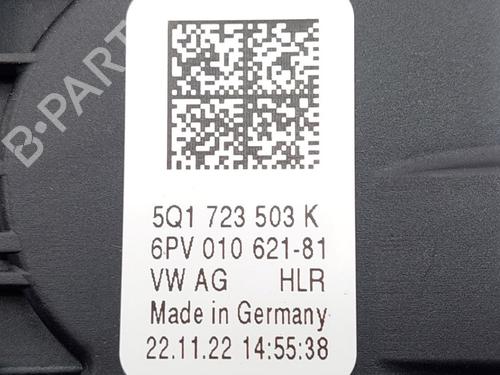 B-PARTS
5Q1 723 503 K
6PV 010 621-81
VW AG HLR
Made in Germany
22.11.22 14:55:38